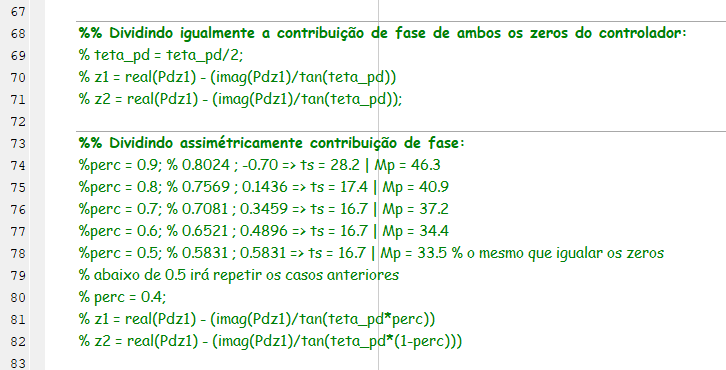 67
68 %% Dividindo igualmente a contribuição de fase de ambos os zeros do controlador:
69 % teta_pd = teta_pd/2;
70 % z1 = real(Pdz1) - (imag(Pdz1)/tan(teta_pd))
71 % z2 = real(Pdz1) - (imag(Pdz1)/tan(teta_pd));
72
73 %% Dividindo assimétricamente contribuição de fase:
74 %perc = 0.9; % 0.8024 ; -0.70 => ts = 28.2 | Mp = 46.3
75 %perc = 0.8; % 0.7569 ; 0.1436 => ts = 17.4 | Mp = 40.9
76 %perc = 0.7; % 0.7081 ; 0.3459 => ts = 16.7 | Mp = 37.2
77 %perc = 0.6; % 0.6521 ; 0.4896 => ts = 16.7 | Mp = 34.4
78 %perc = 0.5; % 0.5831 ; 0.5831 => ts = 16.7 | Mp = 33.5 % o mesmo que igualar os zeros
79 % abaixo de 0.5 irá repetir os casos anteriores
80 % perc = 0.4;
81 % z1 = real(Pdz1) - (imag(Pdz1)/tan(teta_pd*perc))
82 % z2 = real(Pdz1) - (imag(Pdz1)/tan(teta_pd*(1-perc)))
83